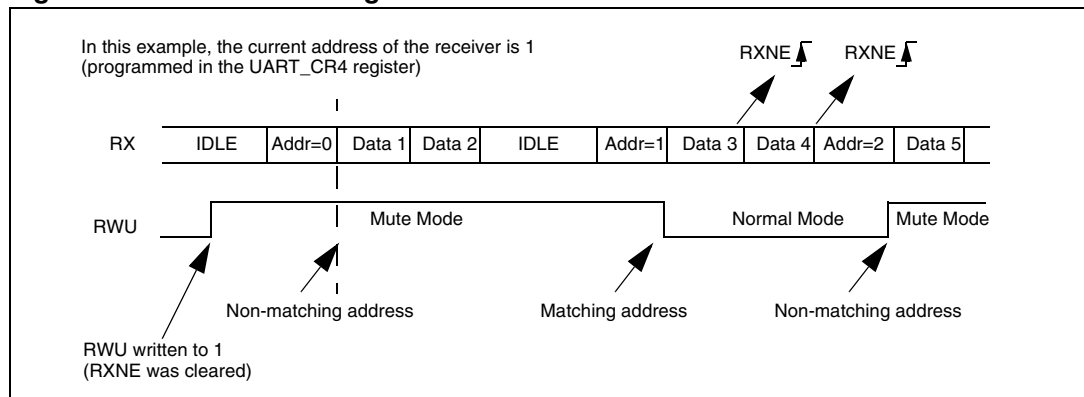 In this example, the current address of the receiver is 1
(programmed in the UART_CR4 register)
RXNE
RXNE
RX
IDLE
Addr=0
Data 1
Data 2
IDLE
Addr=1
Data 3
Data 4
Addr=2
Data 5
RWU
Mute Mode
Normal Mode
Mute Mode
Non-matching address
Matching address
Non-matching address
RWU written to 1
(RXNE was cleared)